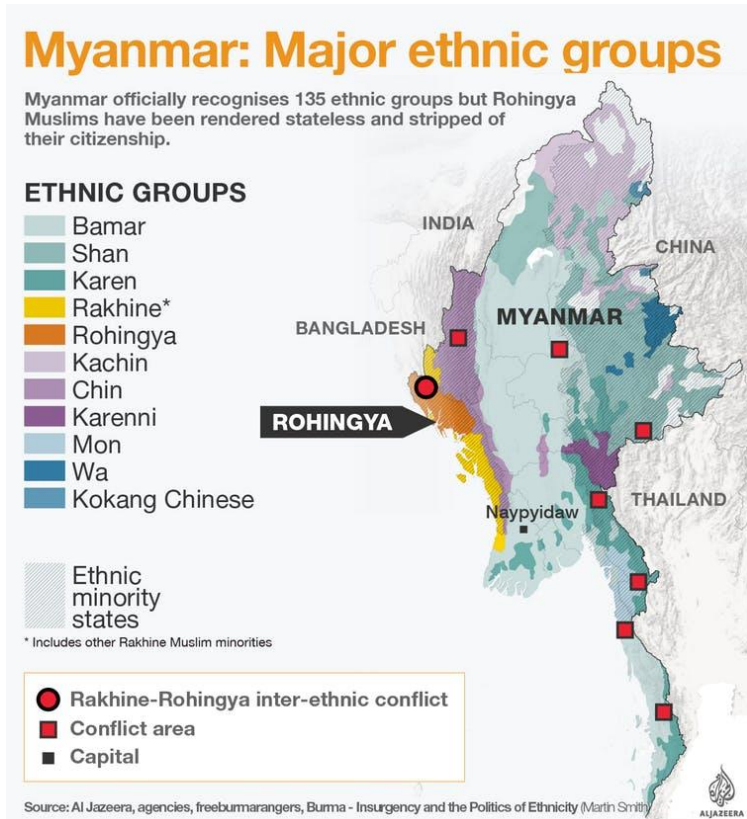 Myanmar: Major ethnic groups
Myanmar officially recognises 135 ethnic groups but Rohingya
Muslims have been rendered stateless and stripped of
their citizenship.
ETHNIC GROUPS
Bamar
Shan
Karen
Rakhine*
Rohingya
Kachin
Chin
Karenni
Mon
Wa
Kokang Chinese
Ethnic
minority
states
* Includes other Rakhine Muslim minorities
INDIA
CHINA
BANGLADESH
MYANMAR
ROHINGYA
THAILAND
Naypyidaw
Rakhine-Rohingya inter-ethnic conflict
Conflict area
Capital
Source: Al Jazeera, agencies, freeburmarangers, Burma - Insurgency and the Politics of Ethnicity (Martin Smith)
ALJAZEERA